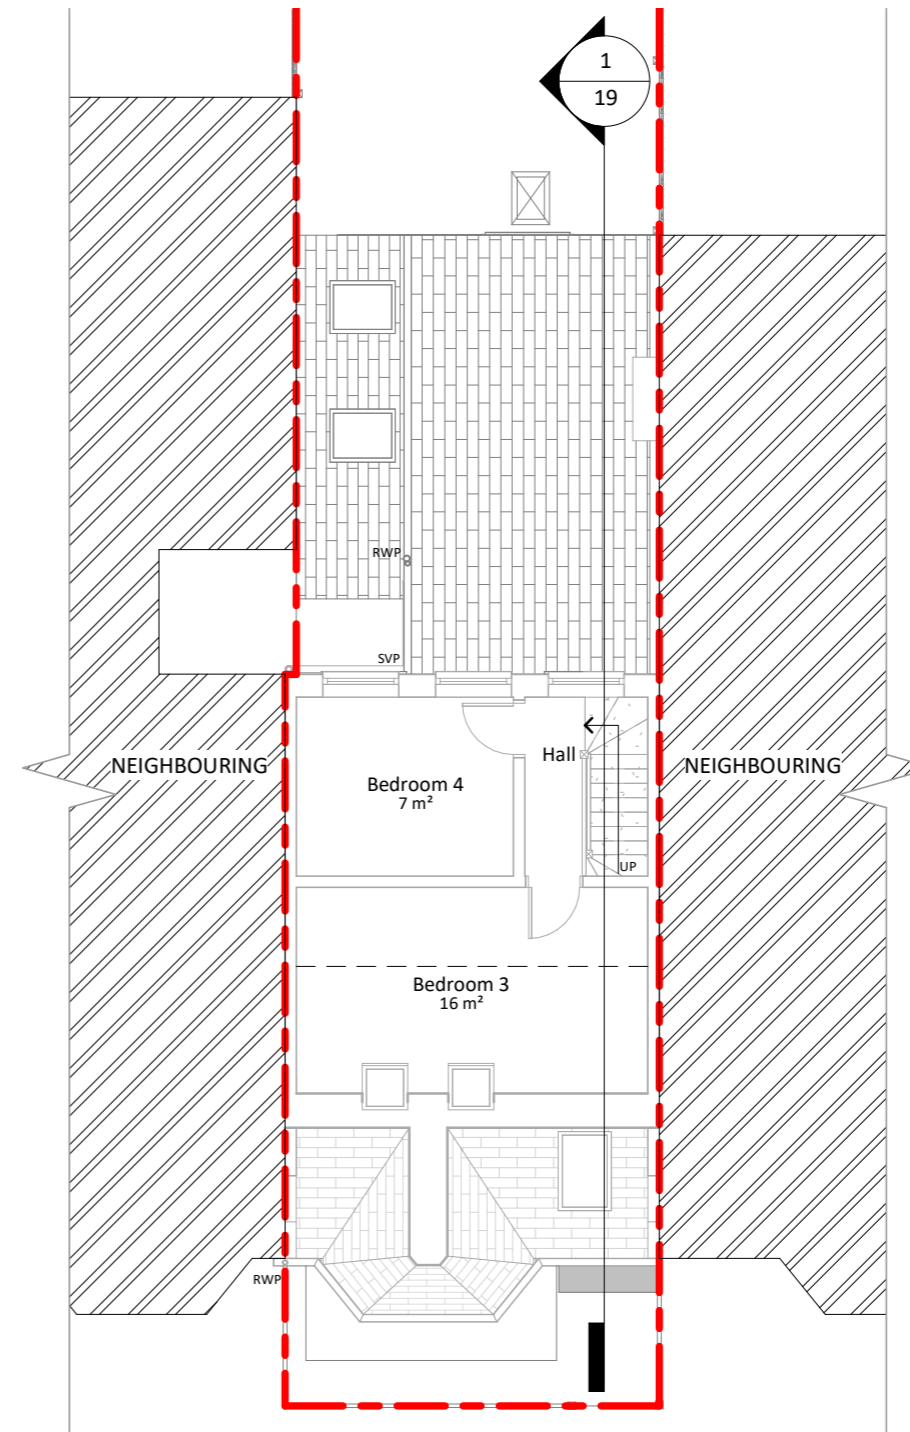 1
19
RWP
SVP
NEIGHBOURING
Hall
NEIGHBOURING
Bedroom 4
7 m²
UP
Bedroom 3
16 m²
RWP